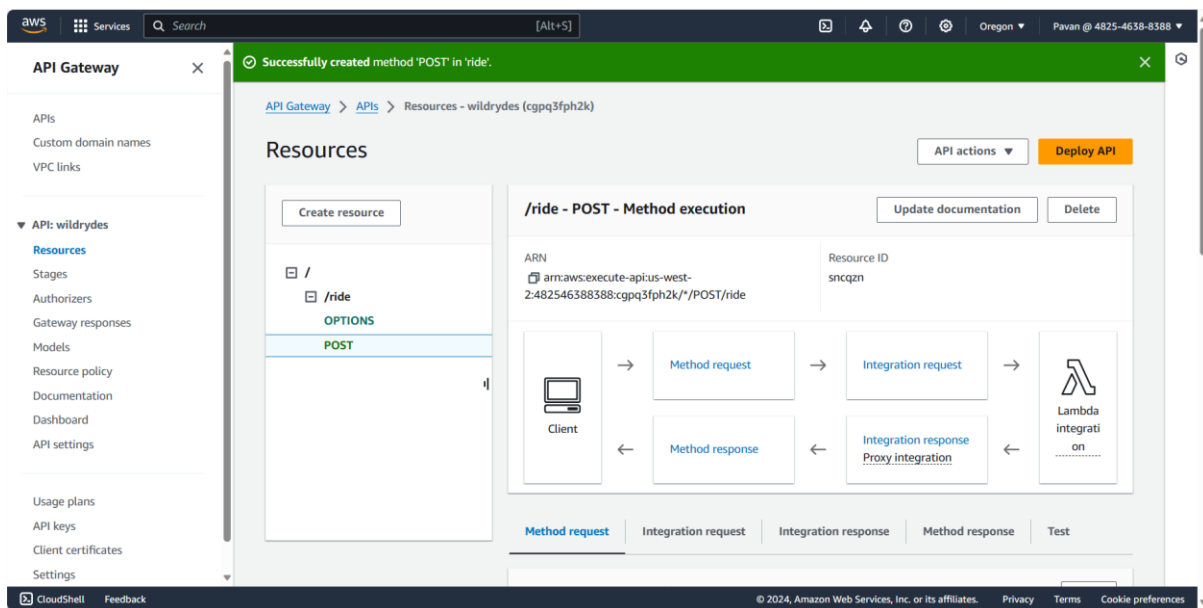 aws
Services
Search
[Alt+S]
Oregon ▼
Pavan @ 4825-4638-8388 ▼
API Gateway
APIs
Custom domain names
VPC links
▼ API: wildrydes
Resources
Stages
Authorizers
Gateway responses
Models
Resource policy
Documentation
Dashboard
API settings
Usage plans
API keys
Client certificates
Settings
Successfully created method 'POST' in 'ride'.
API Gateway > APIs > Resources - wildrydes (cgpq3fph2k)
Resources
API actions ▼
Deploy API
Create resource
/
/ride
OPTIONS
POST
/ride - POST - Method execution
Update documentation
Delete
ARN
arn:aws:execute-api:us-west-
2:482546388388:cgpq3fph2k/*/POST/ride
Resource ID
sncqzn
Client
Method request
Integration request
Method response
Integration response
Proxy integration
Lambda
integrati
on
Method request
Integration request
Integration response
Method response
Test
CloudShell
Feedback
© 2024, Amazon Web Services, Inc. or its affiliates.
Privacy
Terms
Cookie preferences